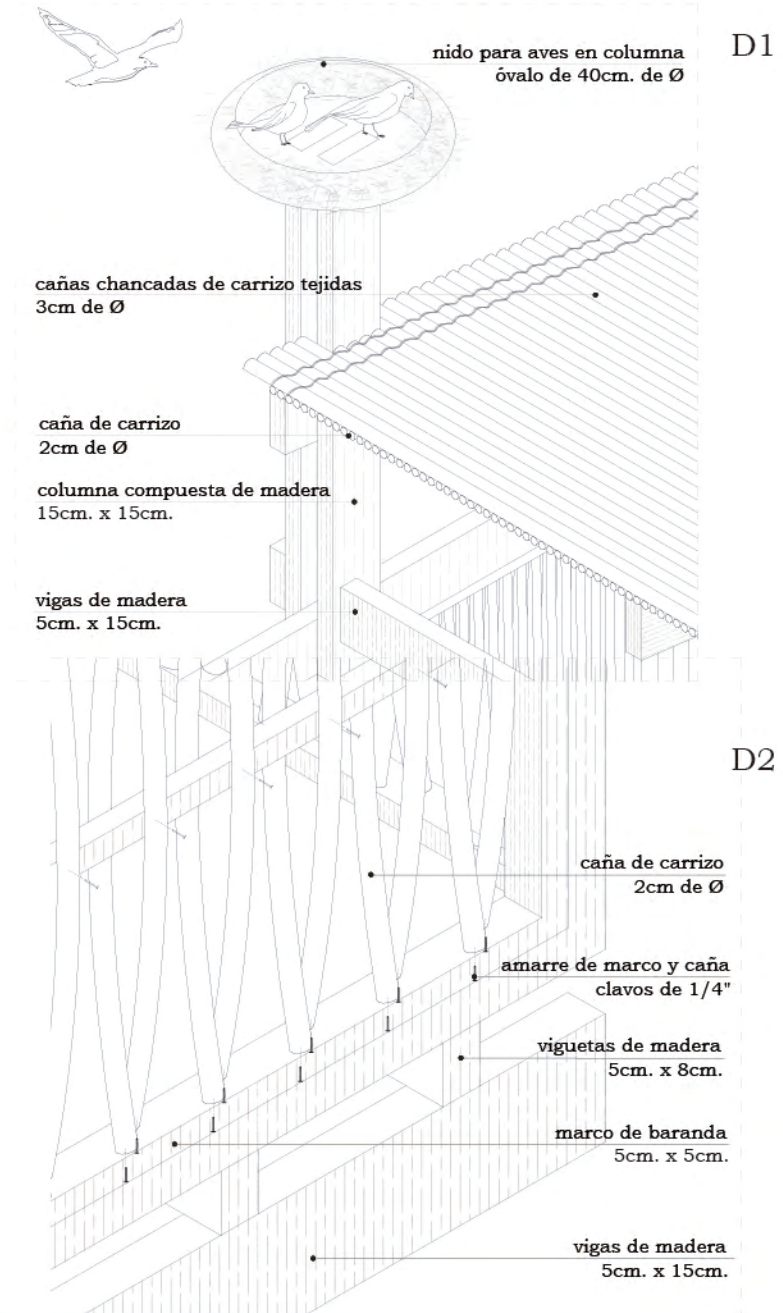 D1
nido para aves en columna
óvalo de 40cm. de Ø
cañas chancadas de carrizo tejidas
3cm de Ø
caña de carrizo
2cm de Ø
columna compuesta de madera
15cm. x 15cm.
vigas de madera
5cm. x 15cm.
D2
caña de carrizo
2cm de Ø
amarre de marco y caña
clavos de 1/4"
viguetas de madera
5cm. x 8cm.
marco de baranda
5cm. x 5cm.
vigas de madera
5cm. x 15cm.